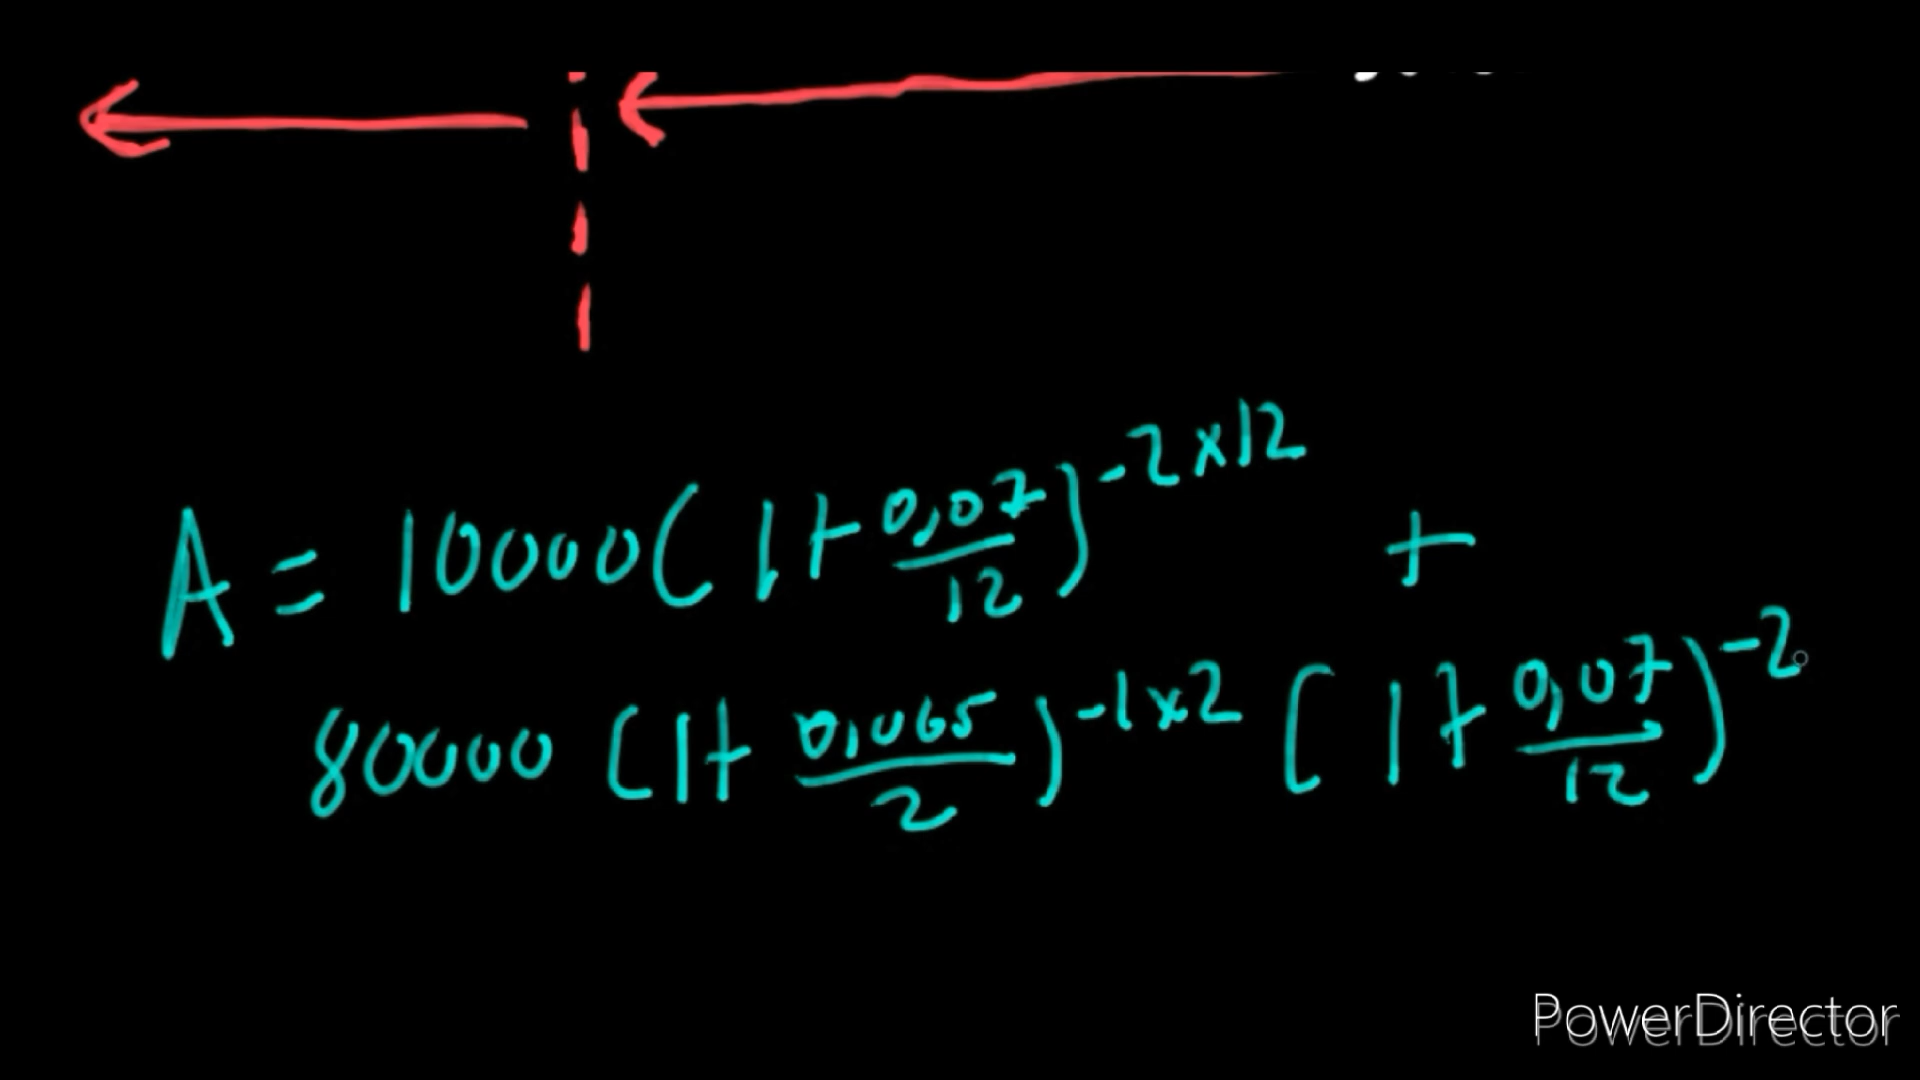 A = 10000(1+0,07/12)^-2x12 +
80000(1+0,065/2)^-1x2 (1+0,07/12)^-2
PowerDirector